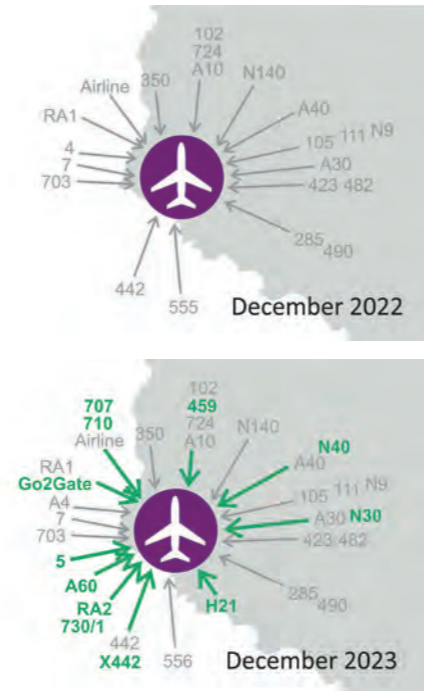 102
724
A10
350
N140
Airline
A40
RA1
105 111 N9
4
7
A30
703
423 482
285
490
442
555
December 2022
707
710
102
459
724
Airline
350
A10
N140
N40
A40
RA1
Go2Gate
105 111 N9
A4
7
A30 N30
703
423 482
5
A60
RA2
H21
285
490
730/1
442
X442
556
December 2023